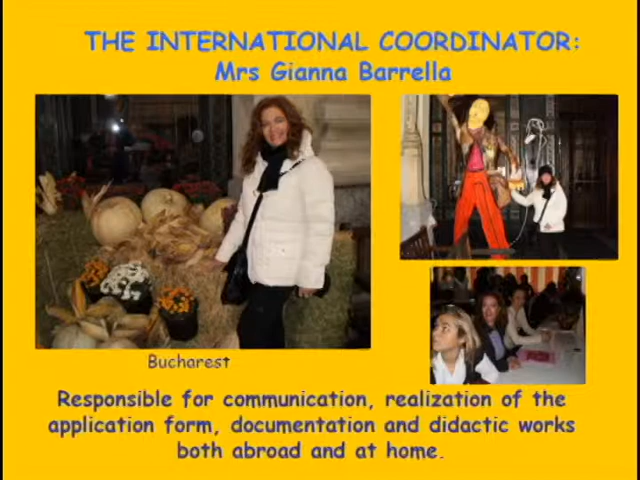 THE INTERNATIONAL COORDINATOR:
Mrs Gianna Barrella
Bucharest
Responsible for communication, realization of the
application form, documentation and didactic works
both abroad and at home.